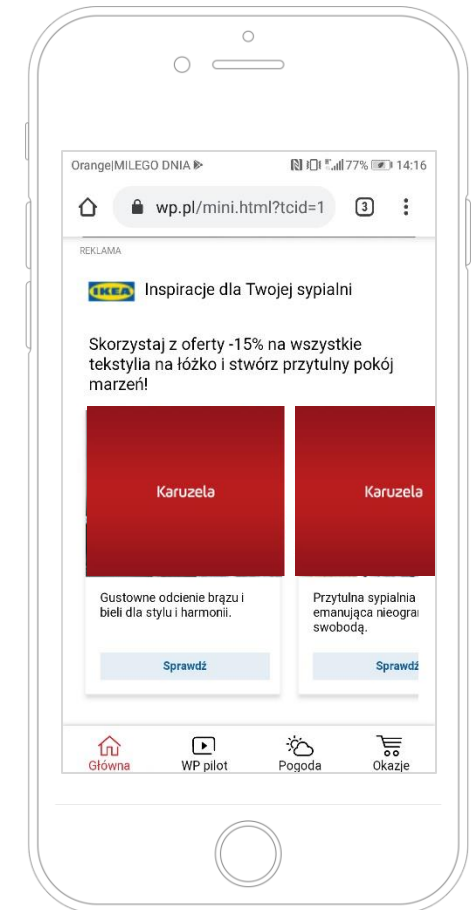 Orange|MILEGO DNIA 77% 14:16
wp.pl/mini.html?tcid=1 3
REKLAMA
IKEA Inspiracje dla Twojej sypialni
Skorzystaj z oferty -15% na wszystkie
tekstylia na łóżko i stwórz przytulny pokój
marzeń!
Karuzela
Karuzela
Gustowne odcienie brązu i
bieli dla stylu i harmonii.
Sprawdź
Przytulna sypialnia
emanująca nieogra
swobodą.
Sprawdź
Główna WP pilot Pogoda Okazje